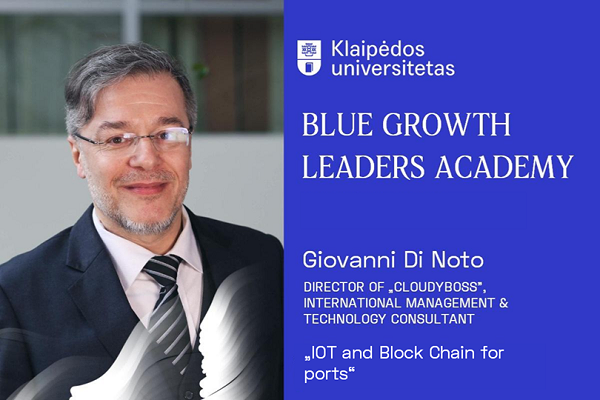 Klaipėdos
universitetas
BLUE GROWTH
LEADERS ACADEMY
Giovanni Di Noto
DIRECTOR OF „CLOUDYBOSS”,
INTERNATIONAL MANAGEMENT &
TECHNOLOGY CONSULTANT
„IOT and Block Chain for
ports“